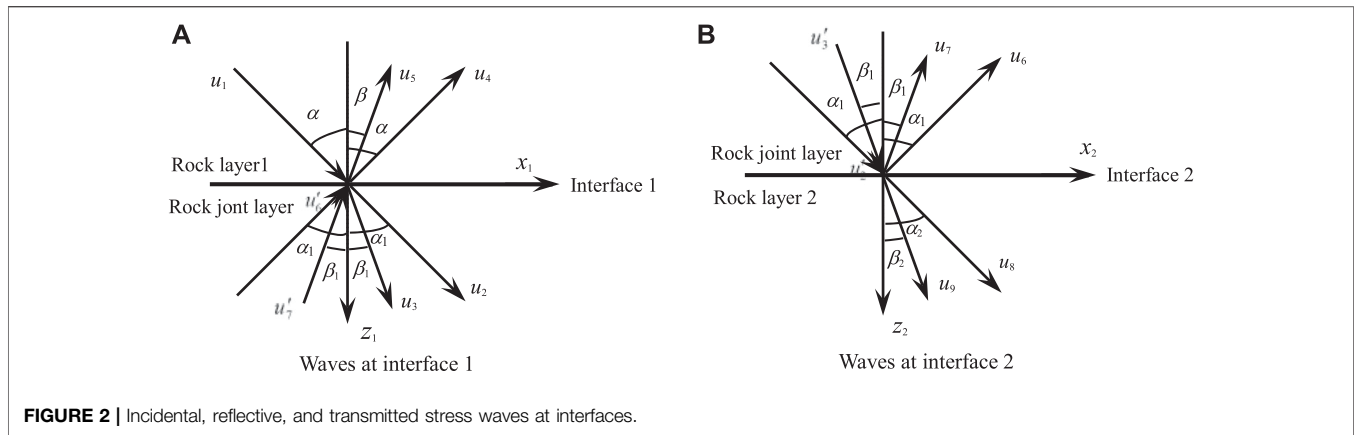 A
B
u₁
α
β
u₅
u₄
α
Rock layer1
x₁
Interface 1
Rock jont layer
u′₆
α₁
β₁
β₁
α₁
u′₇
u₃
u₂
z₁
Waves at interface 1
u′₃
β₁
β₁
u₇
u₆
α₁
α₁
Rock joint layer
x₂
Interface 2
Rock layer 2
α₂
β₂
u₉
u₈
z₂
Waves at interface 2
FIGURE 2 | Incidental, reflective, and transmitted stress waves at interfaces.